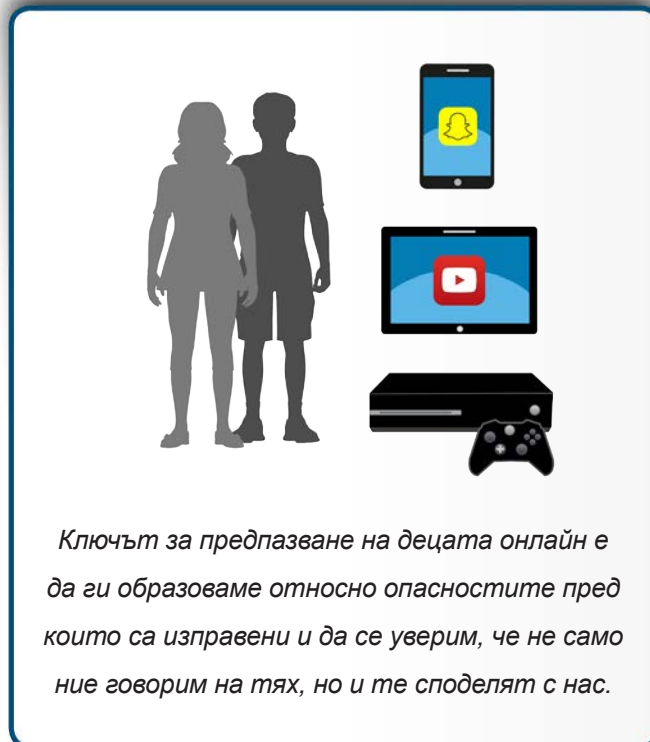 Ключът за предпазване на децата онлайн е
да ги образоваме относно опасностите пред
които са изправени и да се уверим, че не само
ние говорим на тях, но и те споделят с нас.